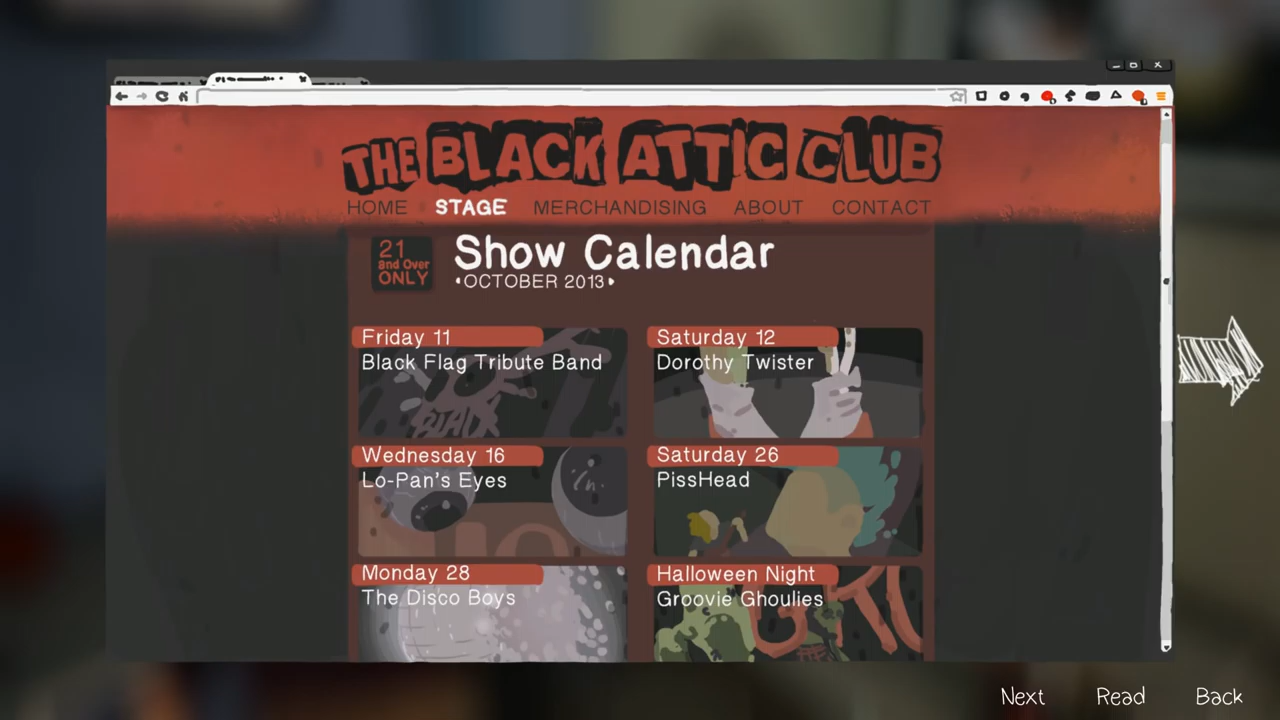 THE BLACK ATTIC CLUB
HOME STAGE MERCHANDISING ABOUT CONTACT
21
and Over
ONLY
Show Calendar
OCTOBER 2013
Friday 11
Black Flag Tribute Band
Saturday 12
Dorothy Twister
Wednesday 16
Lo-Pan's Eyes
Saturday 26
PissHead
Monday 28
The Disco Boys
Halloween Night
Groovie Ghoulies
Next Read Back